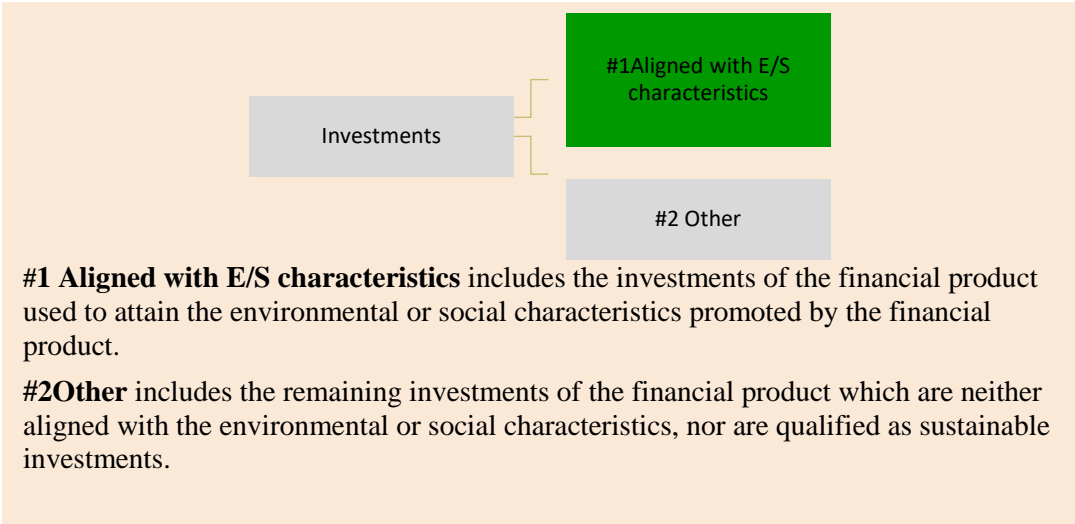 #1Aligned with E/S
characteristics
Investments
#2 Other
#1 Aligned with E/S characteristics includes the investments of the financial product
used to attain the environmental or social characteristics promoted by the financial
product.
#2Other includes the remaining investments of the financial product which are neither
aligned with the environmental or social characteristics, nor are qualified as sustainable
investments.